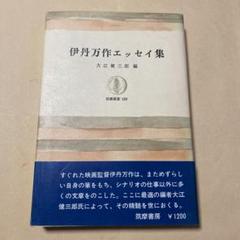 伊丹万作エッセイ集
大江健三郎 編
筑摩叢書
すぐれた映画監督伊丹万作は、まためずらし
い自身の筆をもち、シナリオの仕事以外に多
くの文章をのこした。ここに最適の編者大江
健三郎氏によって、その精髄を世におくる。
筑摩書房 ¥1200